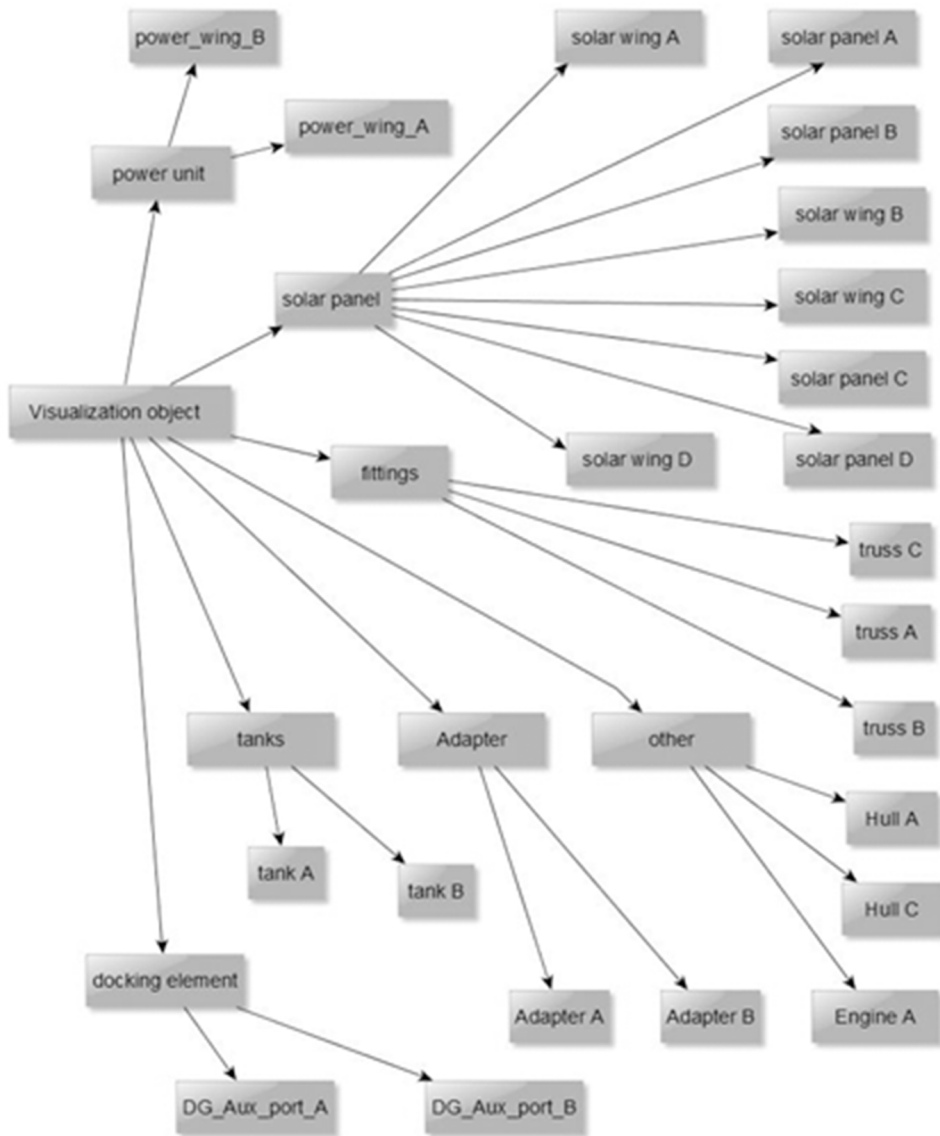 power_wing_B
solar wing A
solar panel A
power_wing_A
solar panel B
power unit
solar wing B
solar panel
solar wing C
solar panel C
Visualization object
fittings
solar wing D
solar panel D
truss C
truss A
truss B
tanks
Adapter
other
Hull A
tank A
tank B
Hull C
docking element
Adapter A
Adapter B
Engine A
DG_Aux_port_A
DG_Aux_port_B